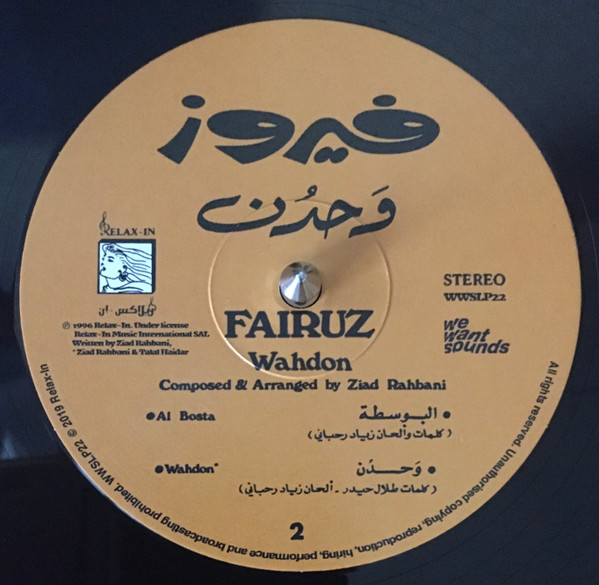 فيروز
وَحدُن
RELAX-IN
ريلاكس-ان
℗ 1996 Relax-In. Under license
Relax-In Music International SAL
Written by Ziad Rahbani,
*Ziad Rahbani & Talal Haidar
STEREO
WWSLP22
we
want
sounds
FAIRUZ
Wahdon
Composed & Arranged by Ziad Rahbani
• Al Bosta
• البوسطة
(كلمات وألحان زياد رحباني)
• Wahdon*
• وَحدُن
(كلمات طلال حيدر - ألحان زياد رحباني)
2
All rights reserved. Unauthorised copying, reproduction, hiring, performance and broadcasting prohibited. WWSLP22 © 2019 Relax-In